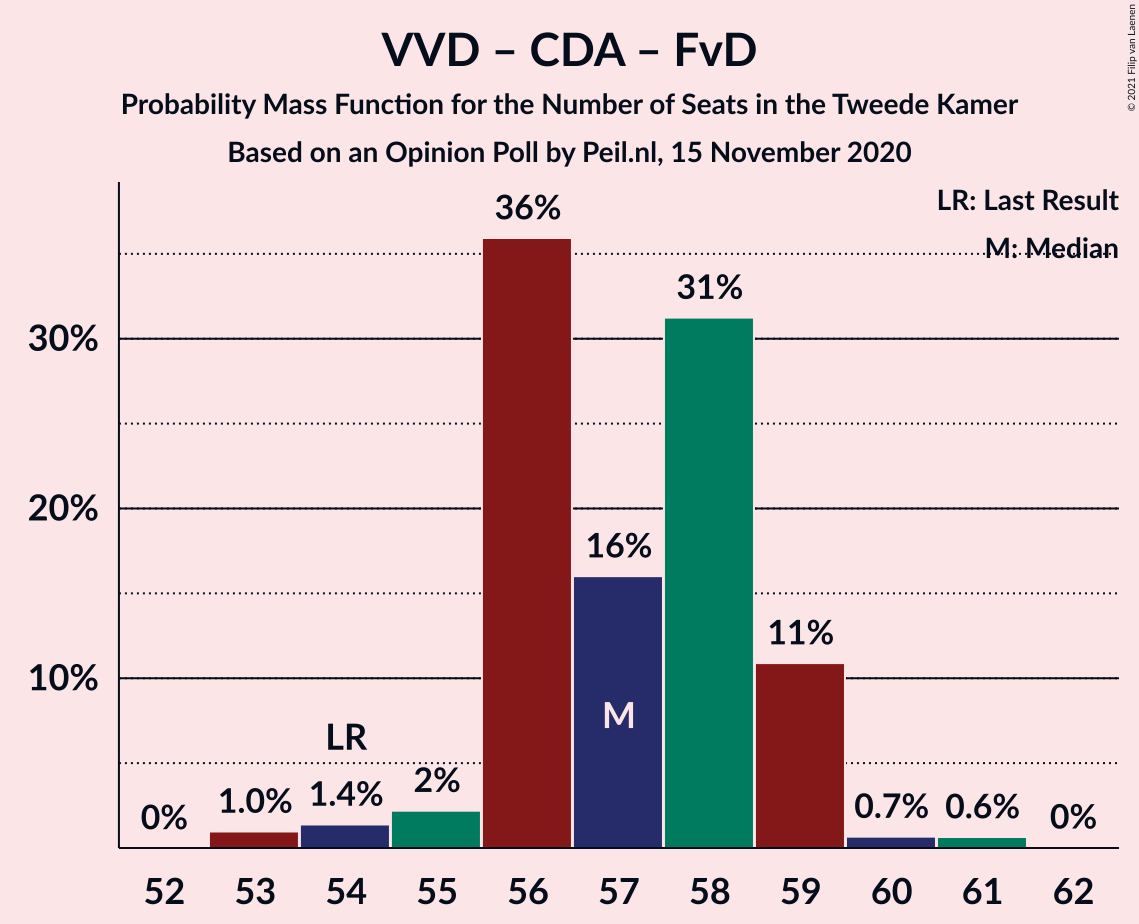 VVD – CDA – FvD
Probability Mass Function for the Number of Seats in the Tweede Kamer
Based on an Opinion Poll by Peil.nl, 15 November 2020
© 2021 Filip van Laenen
LR: Last Result
M: Median
36%
31%
30%
20%
16%
11%
10%
M
LR
0%
1.0%
1.4%
2%
0.7%
0.6%
0%
52 53 54 55 56 57 58 59 60 61 62